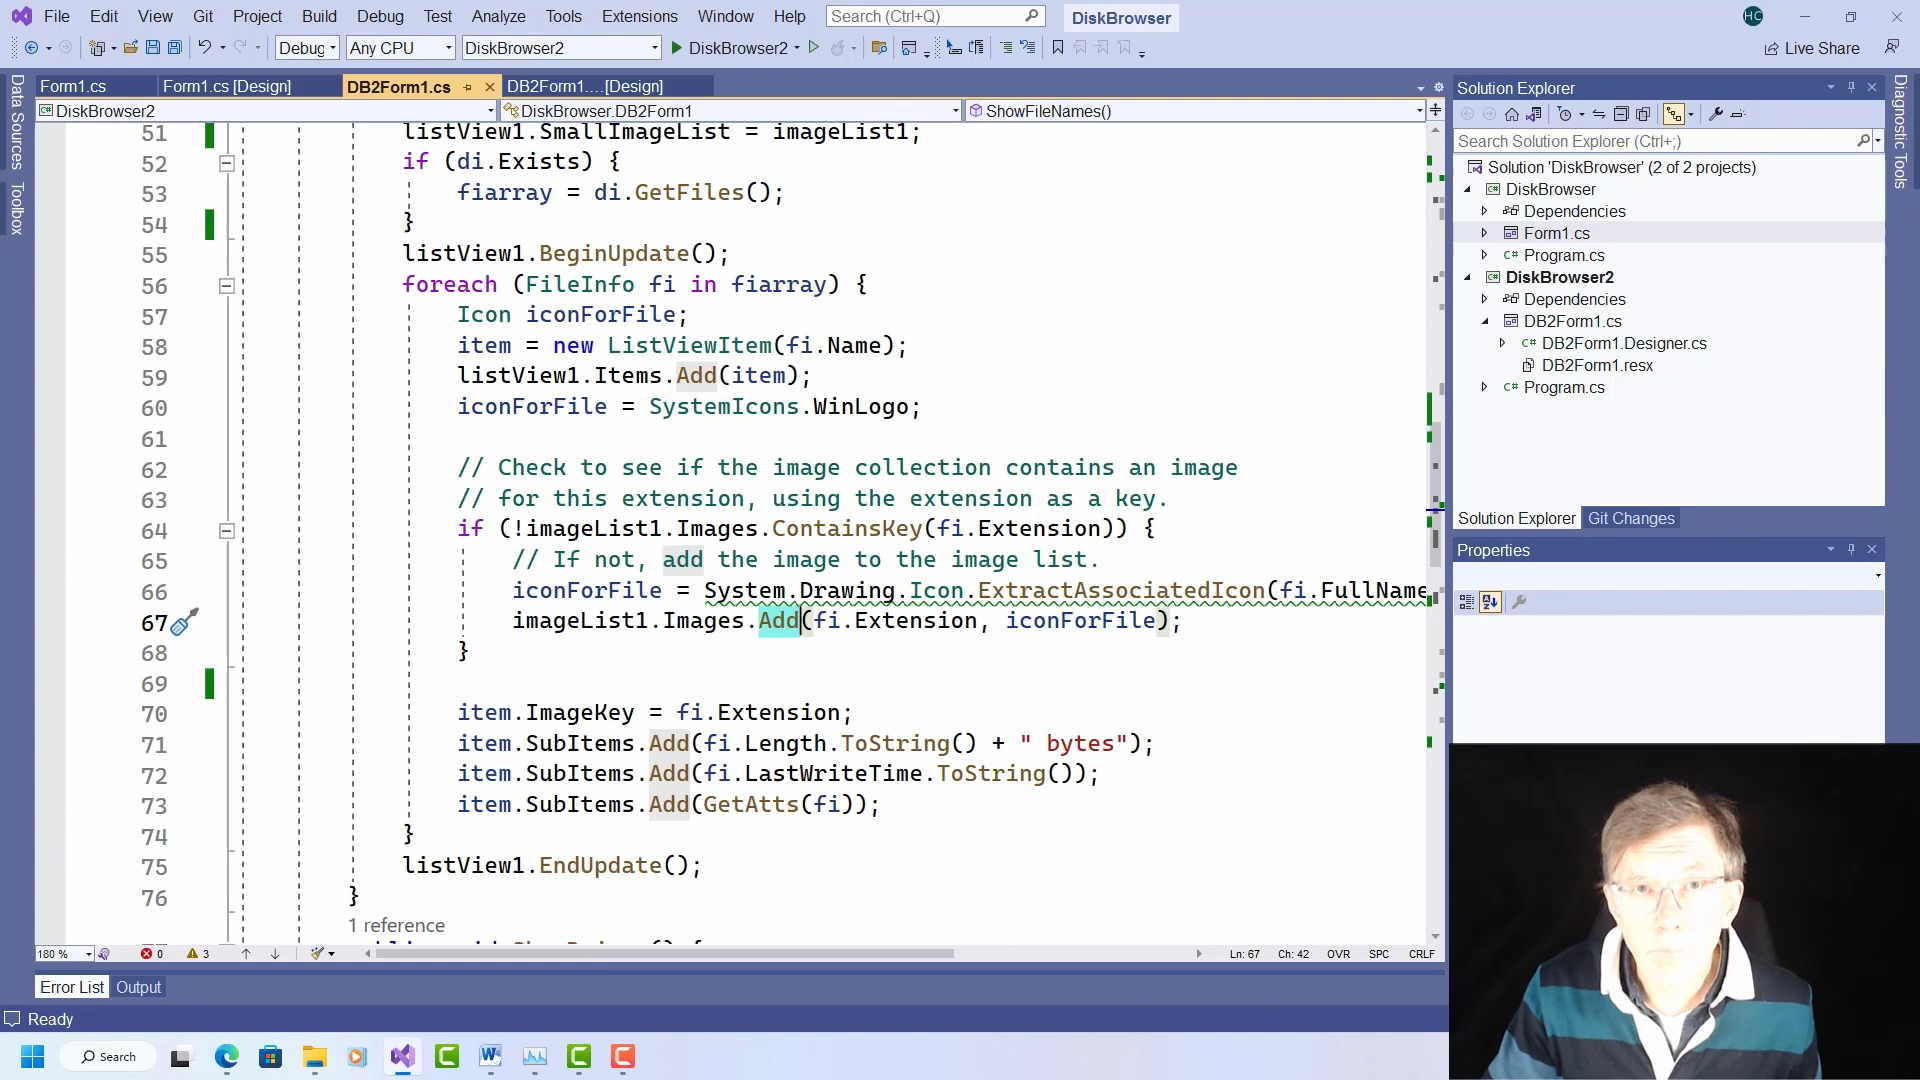 File Edit View Git Project Build Debug Test Analyze Tools Extensions Window Help Search (Ctrl+Q) DiskBrowser HC
Debug Any CPU DiskBrowser2 DiskBrowser2 Live Share
Form1.cs Form1.cs [Design] DB2Form1.cs DB2Form1....[Design]
DiskBrowser2 DiskBrowser.DB2Form1 ShowFileNames()
Data Sources
Toolbox
51 listView1.SmallImageList = imageList1;
52 if (di.Exists) {
53 fiarray = di.GetFiles();
54 }
55 listView1.BeginUpdate();
56 foreach (FileInfo fi in fiarray) {
57 Icon iconForFile;
58 item = new ListViewItem(fi.Name);
59 listView1.Items.Add(item);
60 iconForFile = SystemIcons.WinLogo;
61
62 // Check to see if the image collection contains an image
63 // for this extension, using the extension as a key.
64 if (!imageList1.Images.ContainsKey(fi.Extension)) {
65 // If not, add the image to the image list.
66 iconForFile = System.Drawing.Icon.ExtractAssociatedIcon(fi.FullName
67 imageList1.Images.Add(fi.Extension, iconForFile);
68 }
69
70 item.ImageKey = fi.Extension;
71 item.SubItems.Add(fi.Length.ToString() + " bytes");
72 item.SubItems.Add(fi.LastWriteTime.ToString());
73 item.SubItems.Add(GetAtts(fi));
74 }
75 listView1.EndUpdate();
76 }
1 reference
180 % 0 3 Ln: 67 Ch: 42 OVR SPC CRLF
Error List Output
Ready
Search
Solution Explorer
Search Solution Explorer (Ctrl+;)
Solution 'DiskBrowser' (2 of 2 projects)
DiskBrowser
Dependencies
Form1.cs
Program.cs
DiskBrowser2
Dependencies
DB2Form1.cs
DB2Form1.Designer.cs
DB2Form1.resx
Program.cs
Solution Explorer Git Changes
Properties
Diagnostic Tools